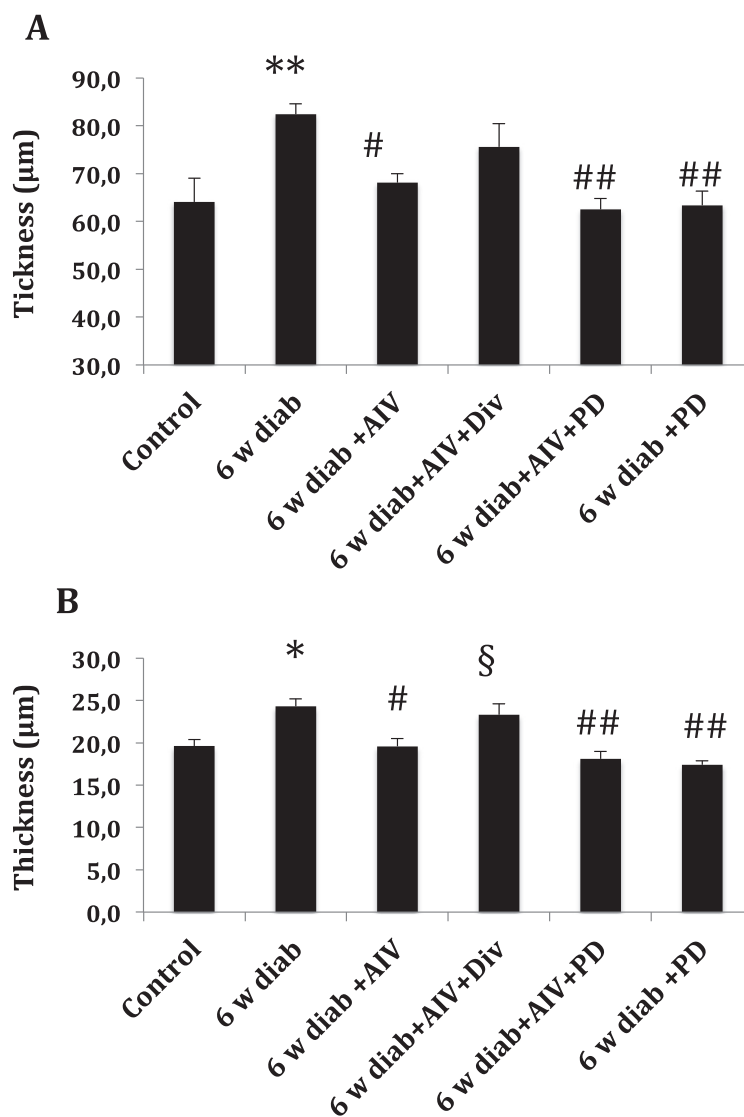 A
**
90,0
80,0
70,0
60,0
50,0
40,0
30,0
Tickness (µm)
#
##
##
Control
6 w diab
6 w diab +AIV
6 w diab+AIV+Div
6 w diab+AIV+PD
6 w diab +PD
B
*
§
30,0
25,0
20,0
15,0
10,0
5,0
0,0
Thickness (µm)
#
##
##
Control
6 w diab
6 w diab +AIV
6 w diab+AIV+Div
6 w diab+AIV+PD
6 w diab +PD